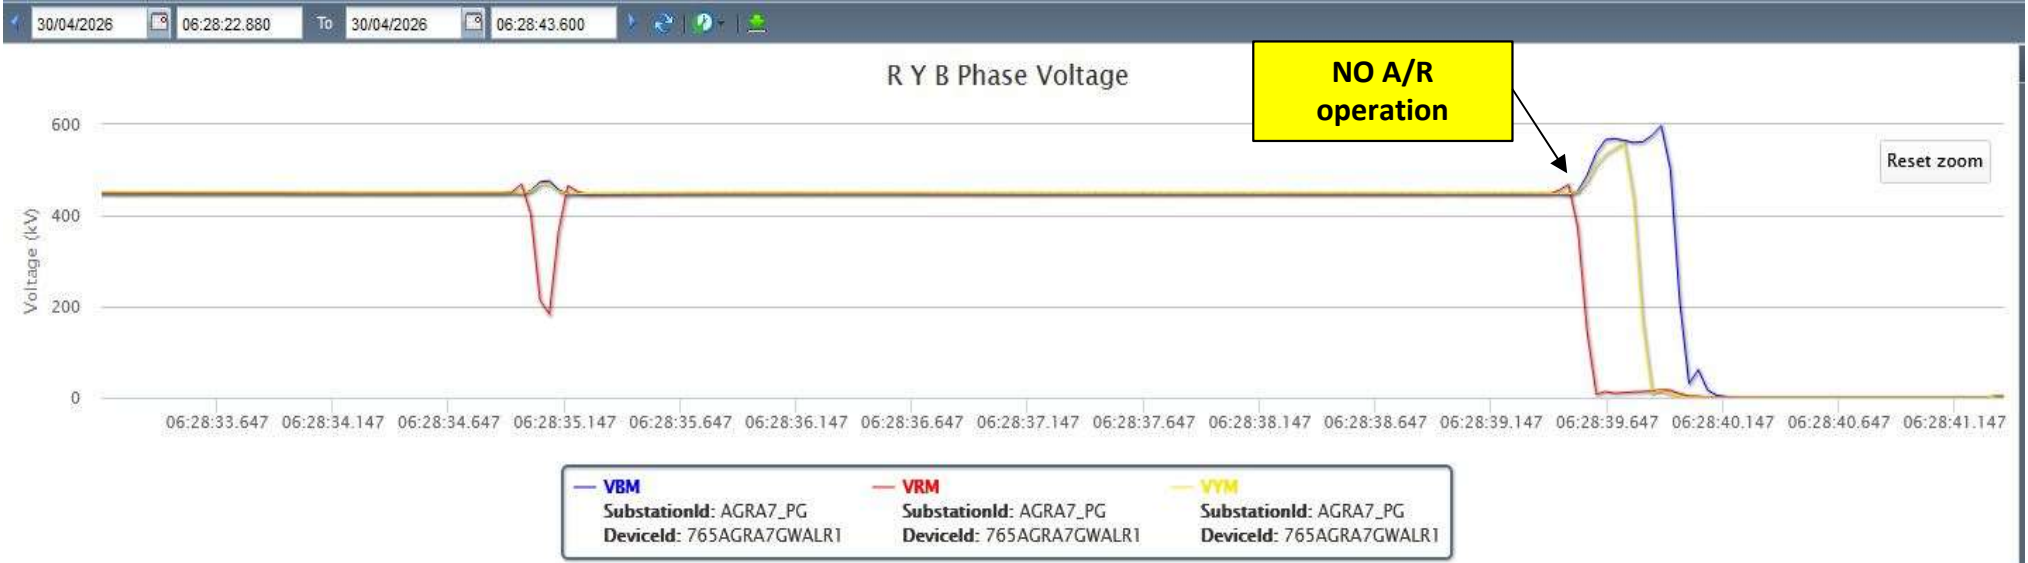 30/04/2026 06:28:22.880 To 30/04/2026 06:28:43.600
R Y B Phase Voltage
NO A/R
operation
Reset zoom
Voltage (kV)
600
400
200
0
06:28:33.647 06:28:34.147 06:28:34.647 06:28:35.147 06:28:35.647 06:28:36.147 06:28:36.647 06:28:37.147 06:28:37.647 06:28:38.147 06:28:38.647 06:28:39.147 06:28:39.647 06:28:40.147 06:28:40.647 06:28:41.147
VBM VRM VYM
SubstationId: AGRA7_PG SubstationId: AGRA7_PG SubstationId: AGRA7_PG
DeviceId: 765AGRA7GWALR1 DeviceId: 765AGRA7GWALR1 DeviceId: 765AGRA7GWALR1